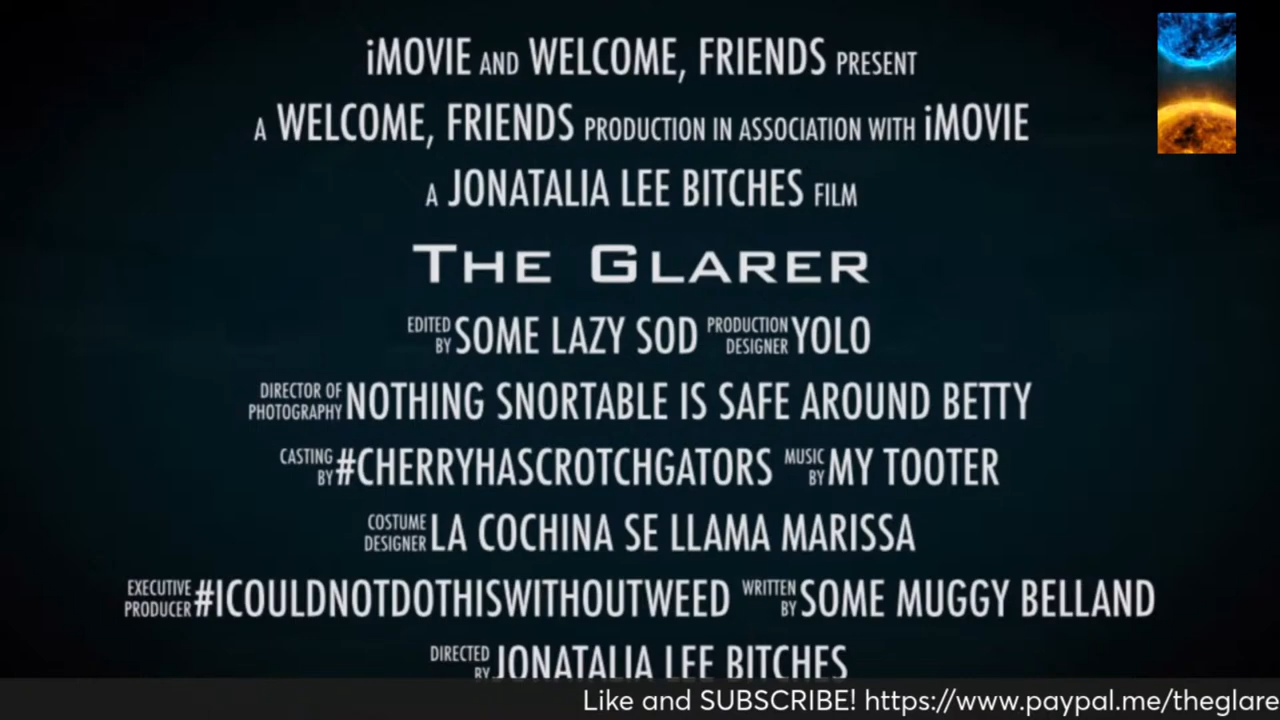 iMOVIE AND WELCOME, FRIENDS PRESENT
A WELCOME, FRIENDS PRODUCTION IN ASSOCIATION WITH iMOVIE
A JONATALIA LEE BITCHES FILM
THE GLARER
EDITED BY SOME LAZY SOD PRODUCTION DESIGNER YOLO
DIRECTOR OF PHOTOGRAPHY NOTHING SNORTABLE IS SAFE AROUND BETTY
CASTING BY #CHERRYHASCROTCHGATORS MUSIC BY MY TOOTER
COSTUME DESIGNER LA COCHINA SE LLAMA MARISSA
EXECUTIVE PRODUCER #ICOULDNOTDOTHISWITHOUTWEED WRITTEN BY SOME MUGGY BELLAND
DIRECTED BY JONATALIA LEE BITCHES
Like and SUBSCRIBE! https://www.paypal.me/theglare